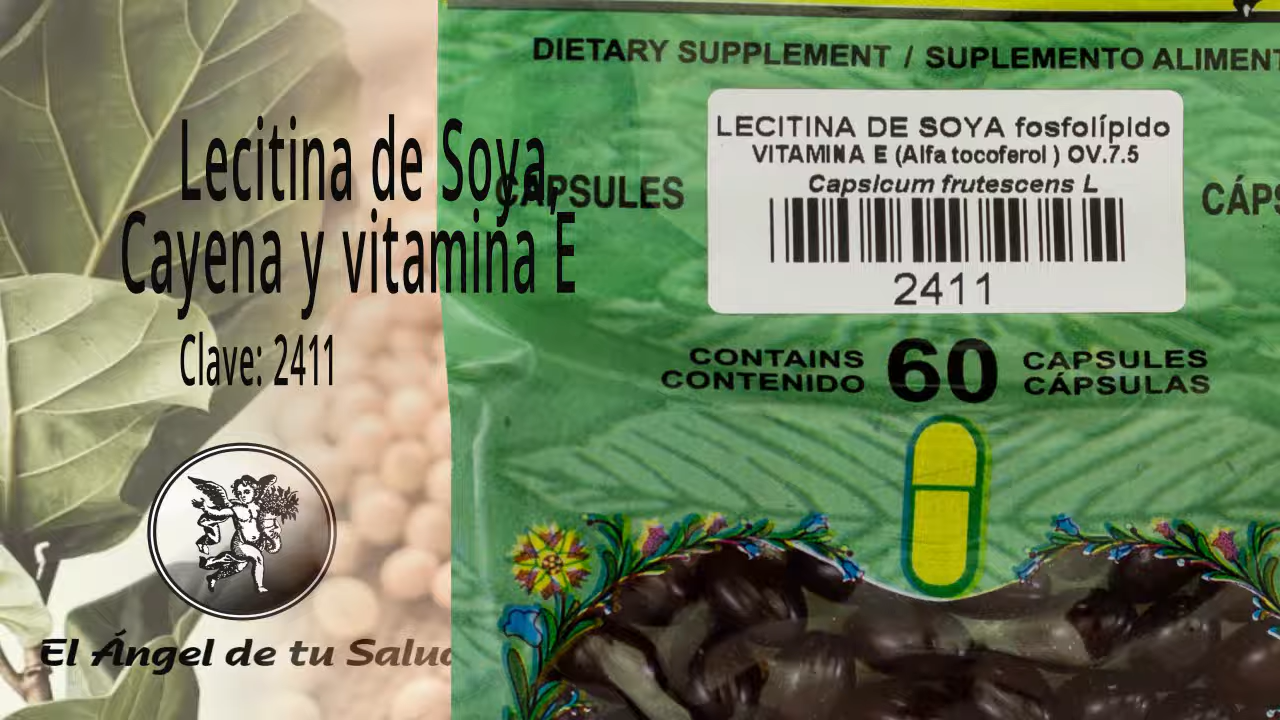 Lecitina de Soya,
Cayena y vitamina E
Clave: 2411
El Ángel de tu Salud
DIETARY SUPPLEMENT / SUPLEMENTO ALIMENT
CAPSULES
LECITINA DE SOYA fosfolípido
VITAMINA E (Alfa tocoferol ) OV.7.5
Capsicum frutescens L
2411
CÁPS
CONTAINS
CONTENIDO
60
CAPSULES
CÁPSULAS